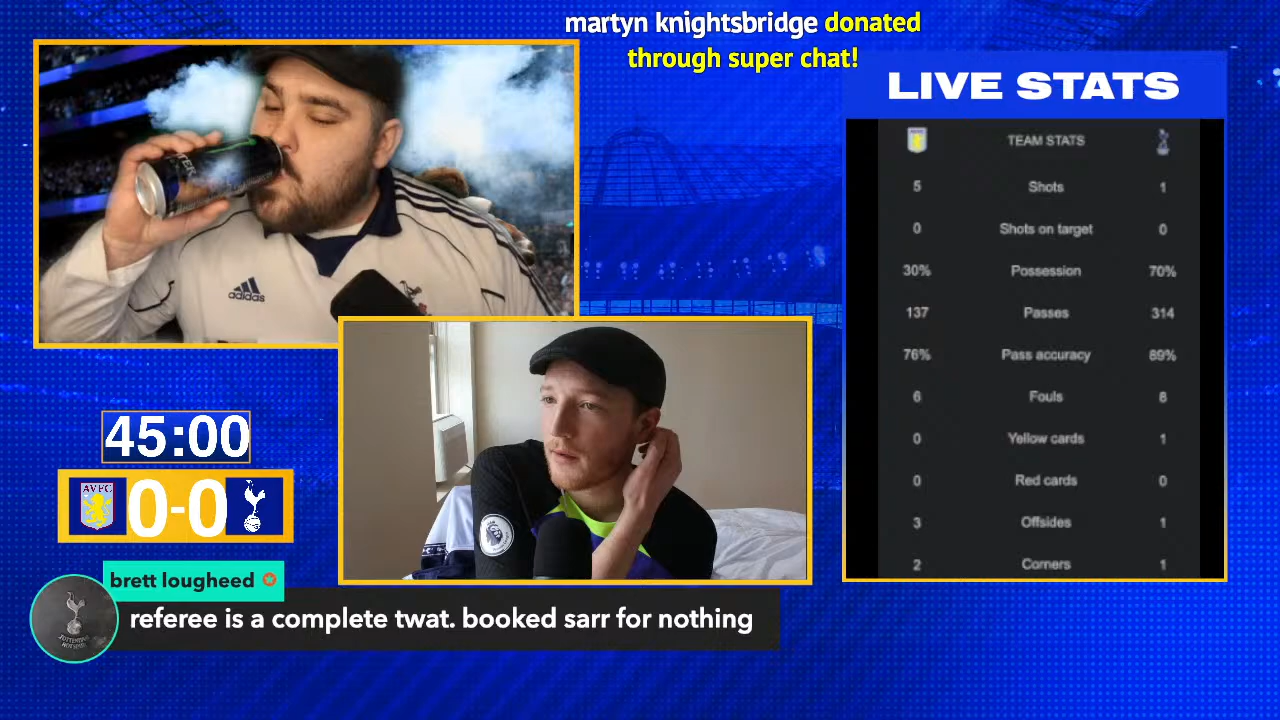 martyn knightsbridge donated
through super chat!
LIVE STATS
TEAM STATS
5 Shots 1
0 Shots on target 0
30% Possession 70%
137 Passes 314
76% Pass accuracy 89%
6 Fouls 8
0 Yellow cards 1
0 Red cards 0
3 Offsides 1
2 Corners 1
adidas
45:00
AVFC
0-0
brett lougheed
referee is a complete twat. booked sarr for nothing
TOTTENHAM
HOTSPUR